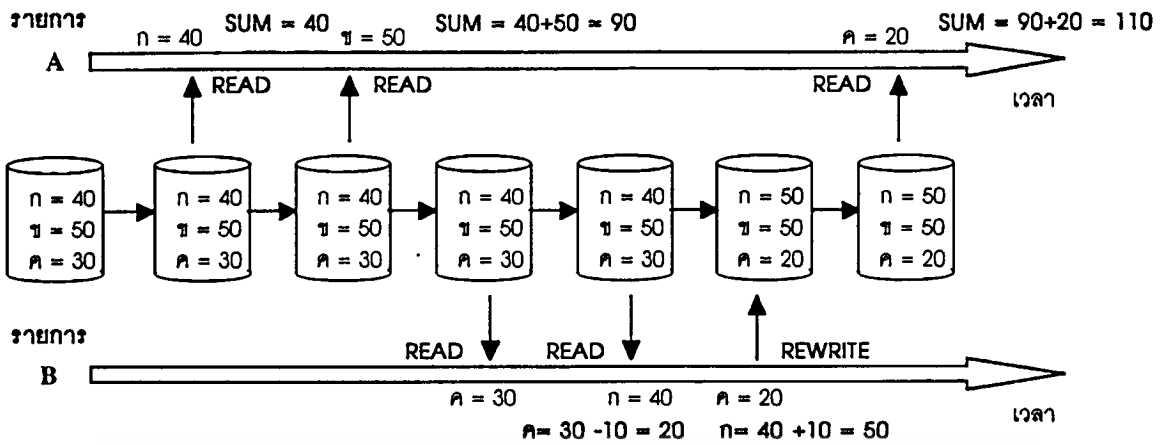 รายการ
A
ก = 40
SUM = 40
ข = 50
SUM = 40+50 = 90
ค = 20
SUM = 90+20 = 110
READ
READ
READ
เวลา
ก = 40
ข = 50
ค = 30
ก = 40
ข = 50
ค = 30
ก = 40
ข = 50
ค = 30
ก = 40
ข = 50
ค = 30
ก = 40
ข = 50
ค = 30
ก = 50
ข = 50
ค = 20
ก = 50
ข = 50
ค = 20
รายการ
B
READ
READ
REWRITE
ค = 30
ก = 40
ค = 20
ค= 30 -10 = 20
ก= 40 +10 = 50
เวลา